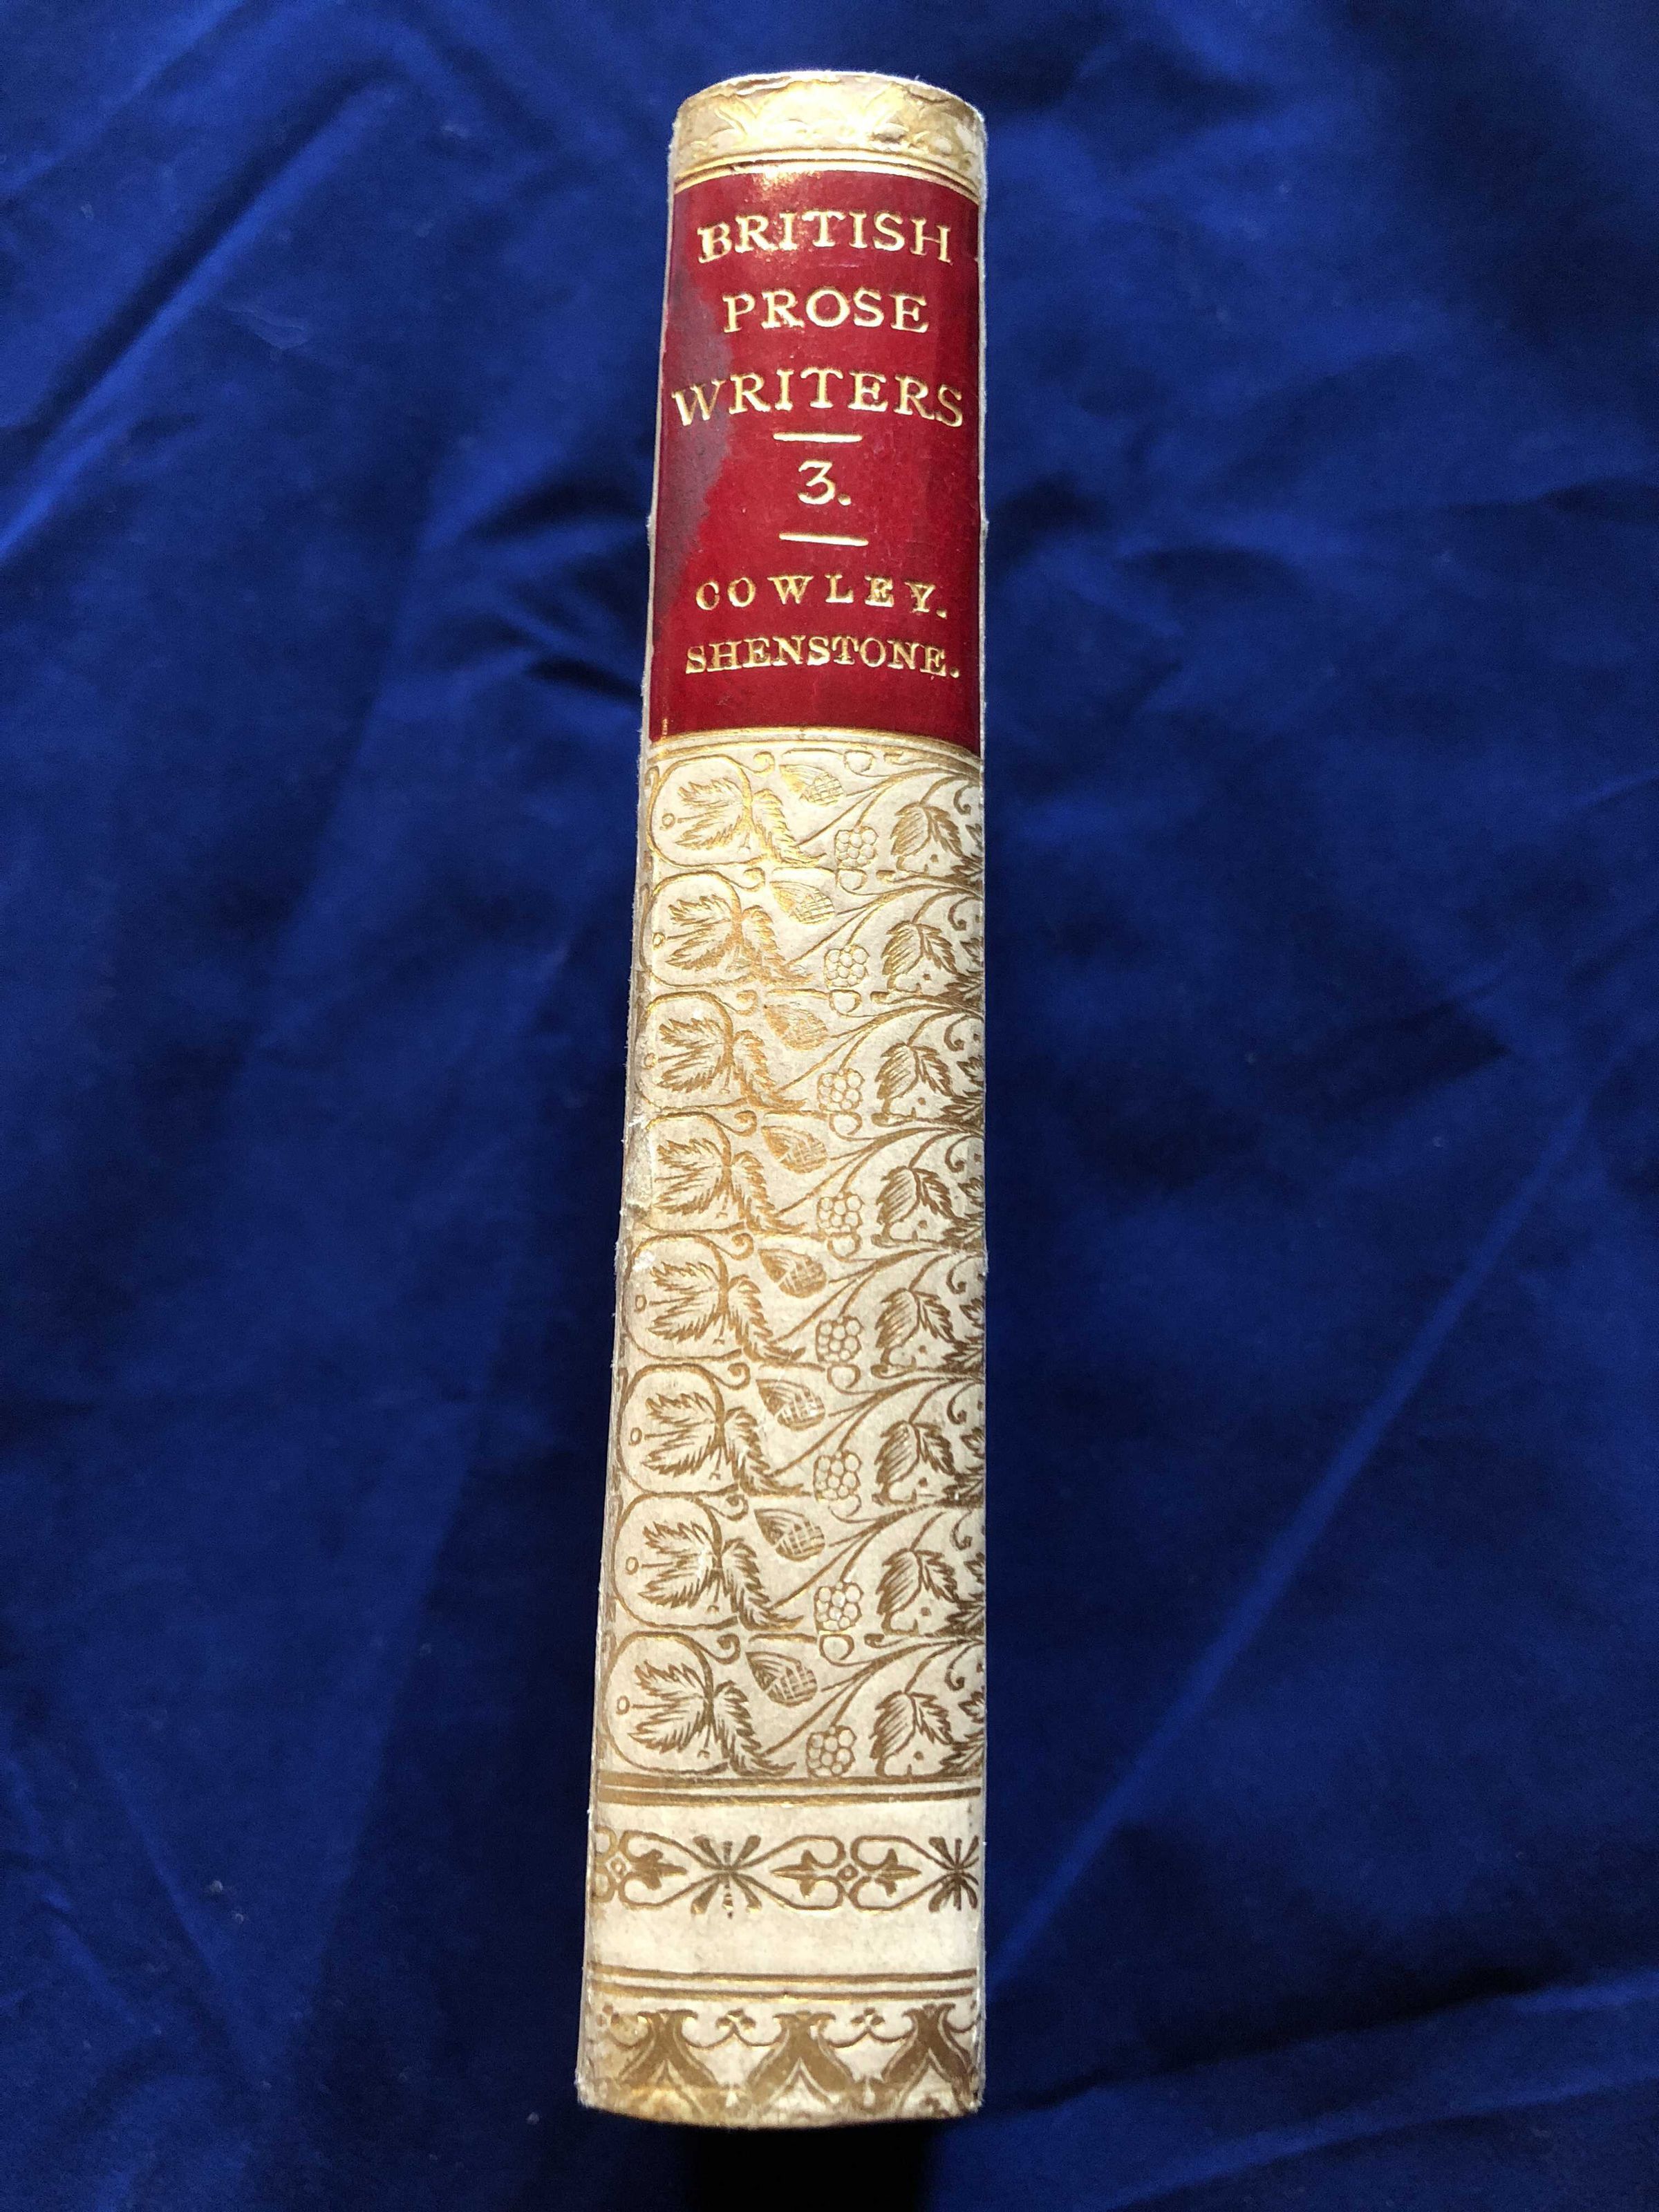 BRITISH
PROSE
WRITERS
3.
COWLEY.
SHENSTONE.